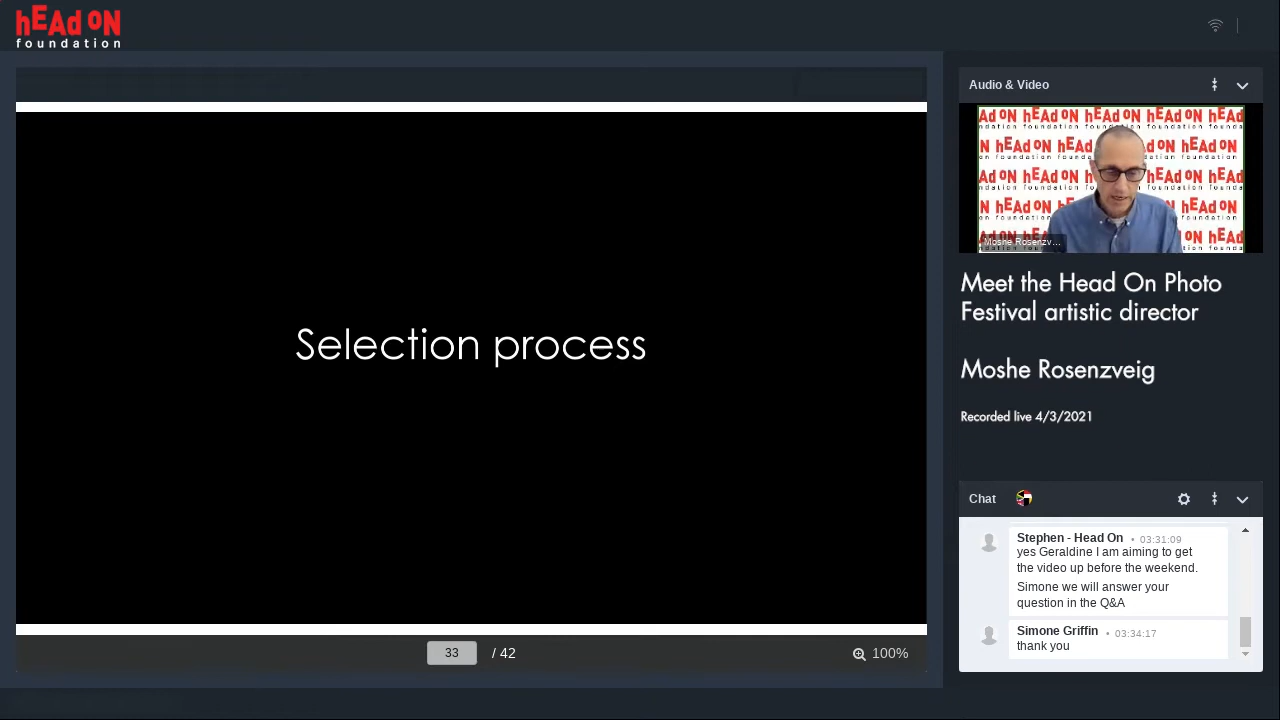 hEAd ON
foundation
Selection process
33 / 42
100%
Audio & Video
Moshe Rosenzv...
Meet the Head On Photo
Festival artistic director
Moshe Rosenzveig
Recorded live 4/3/2021
Chat
Stephen - Head On • 03:31:09
yes Geraldine I am aiming to get
the video up before the weekend.
Simone we will answer your
question in the Q&A
Simone Griffin • 03:34:17
thank you